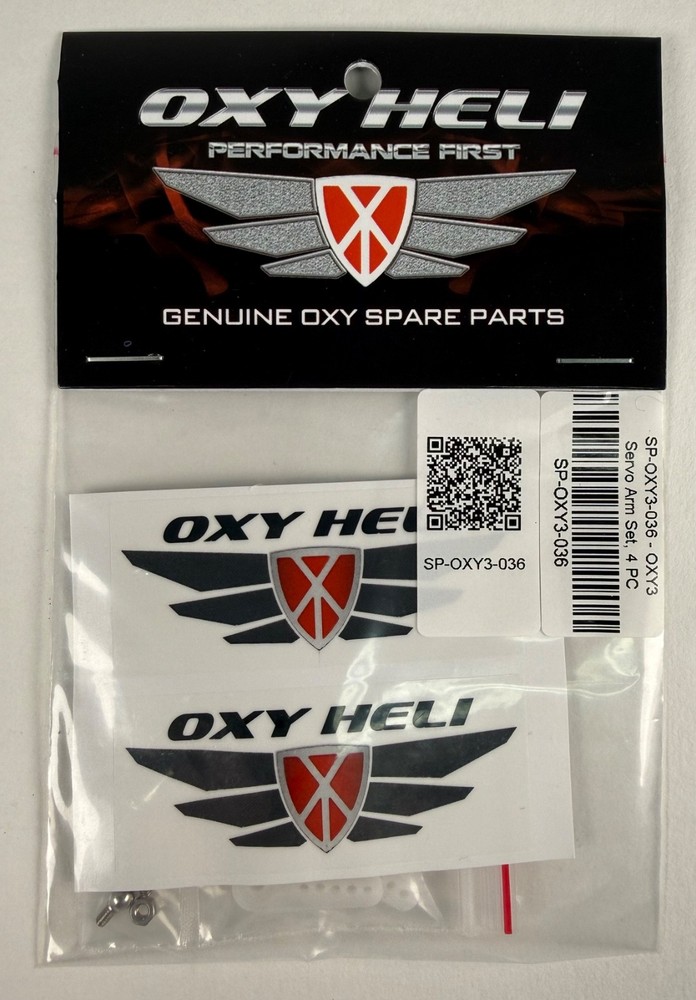 OXY HELI
PERFORMANCE FIRST
GENUINE OXY SPARE PARTS
SP-OXY3-036
SP-OXY3-036 - OXY3
Servo Arm Set, 4 PC
SP-OXY3-036
OXY HELI
OXY HELI